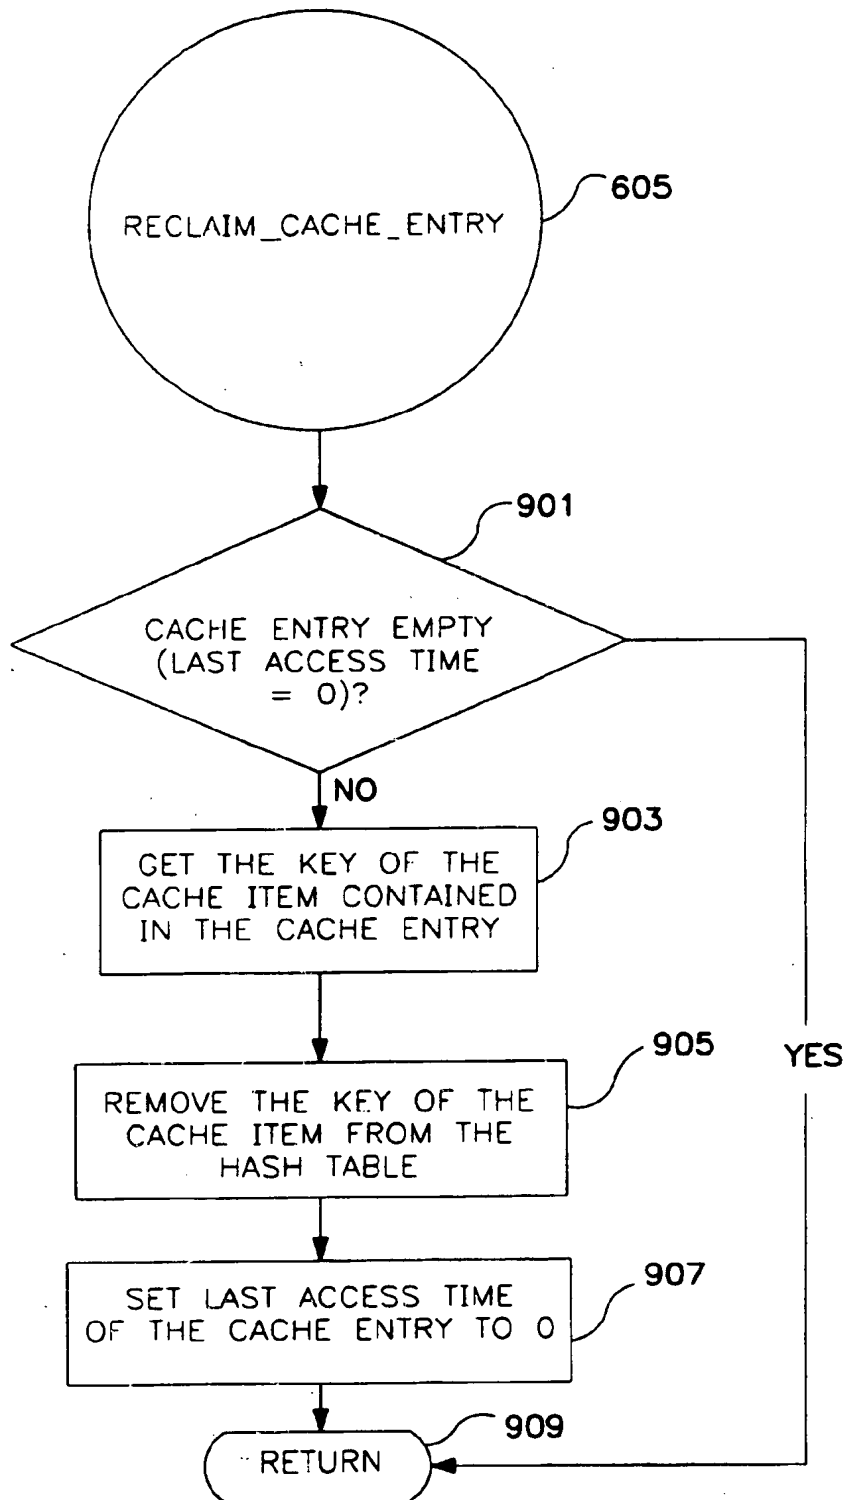 605
RECLAIM_CACHE_ENTRY
901
CACHE ENTRY EMPTY
(LAST ACCESS TIME
= 0)?
NO
903
GET THE KEY OF THE
CACHE ITEM CONTAINED
IN THE CACHE ENTRY
905
YES
REMOVE THE KEY OF THE
CACHE ITEM FROM THE
HASH TABLE
907
SET LAST ACCESS TIME
OF THE CACHE ENTRY TO 0
909
RETURN